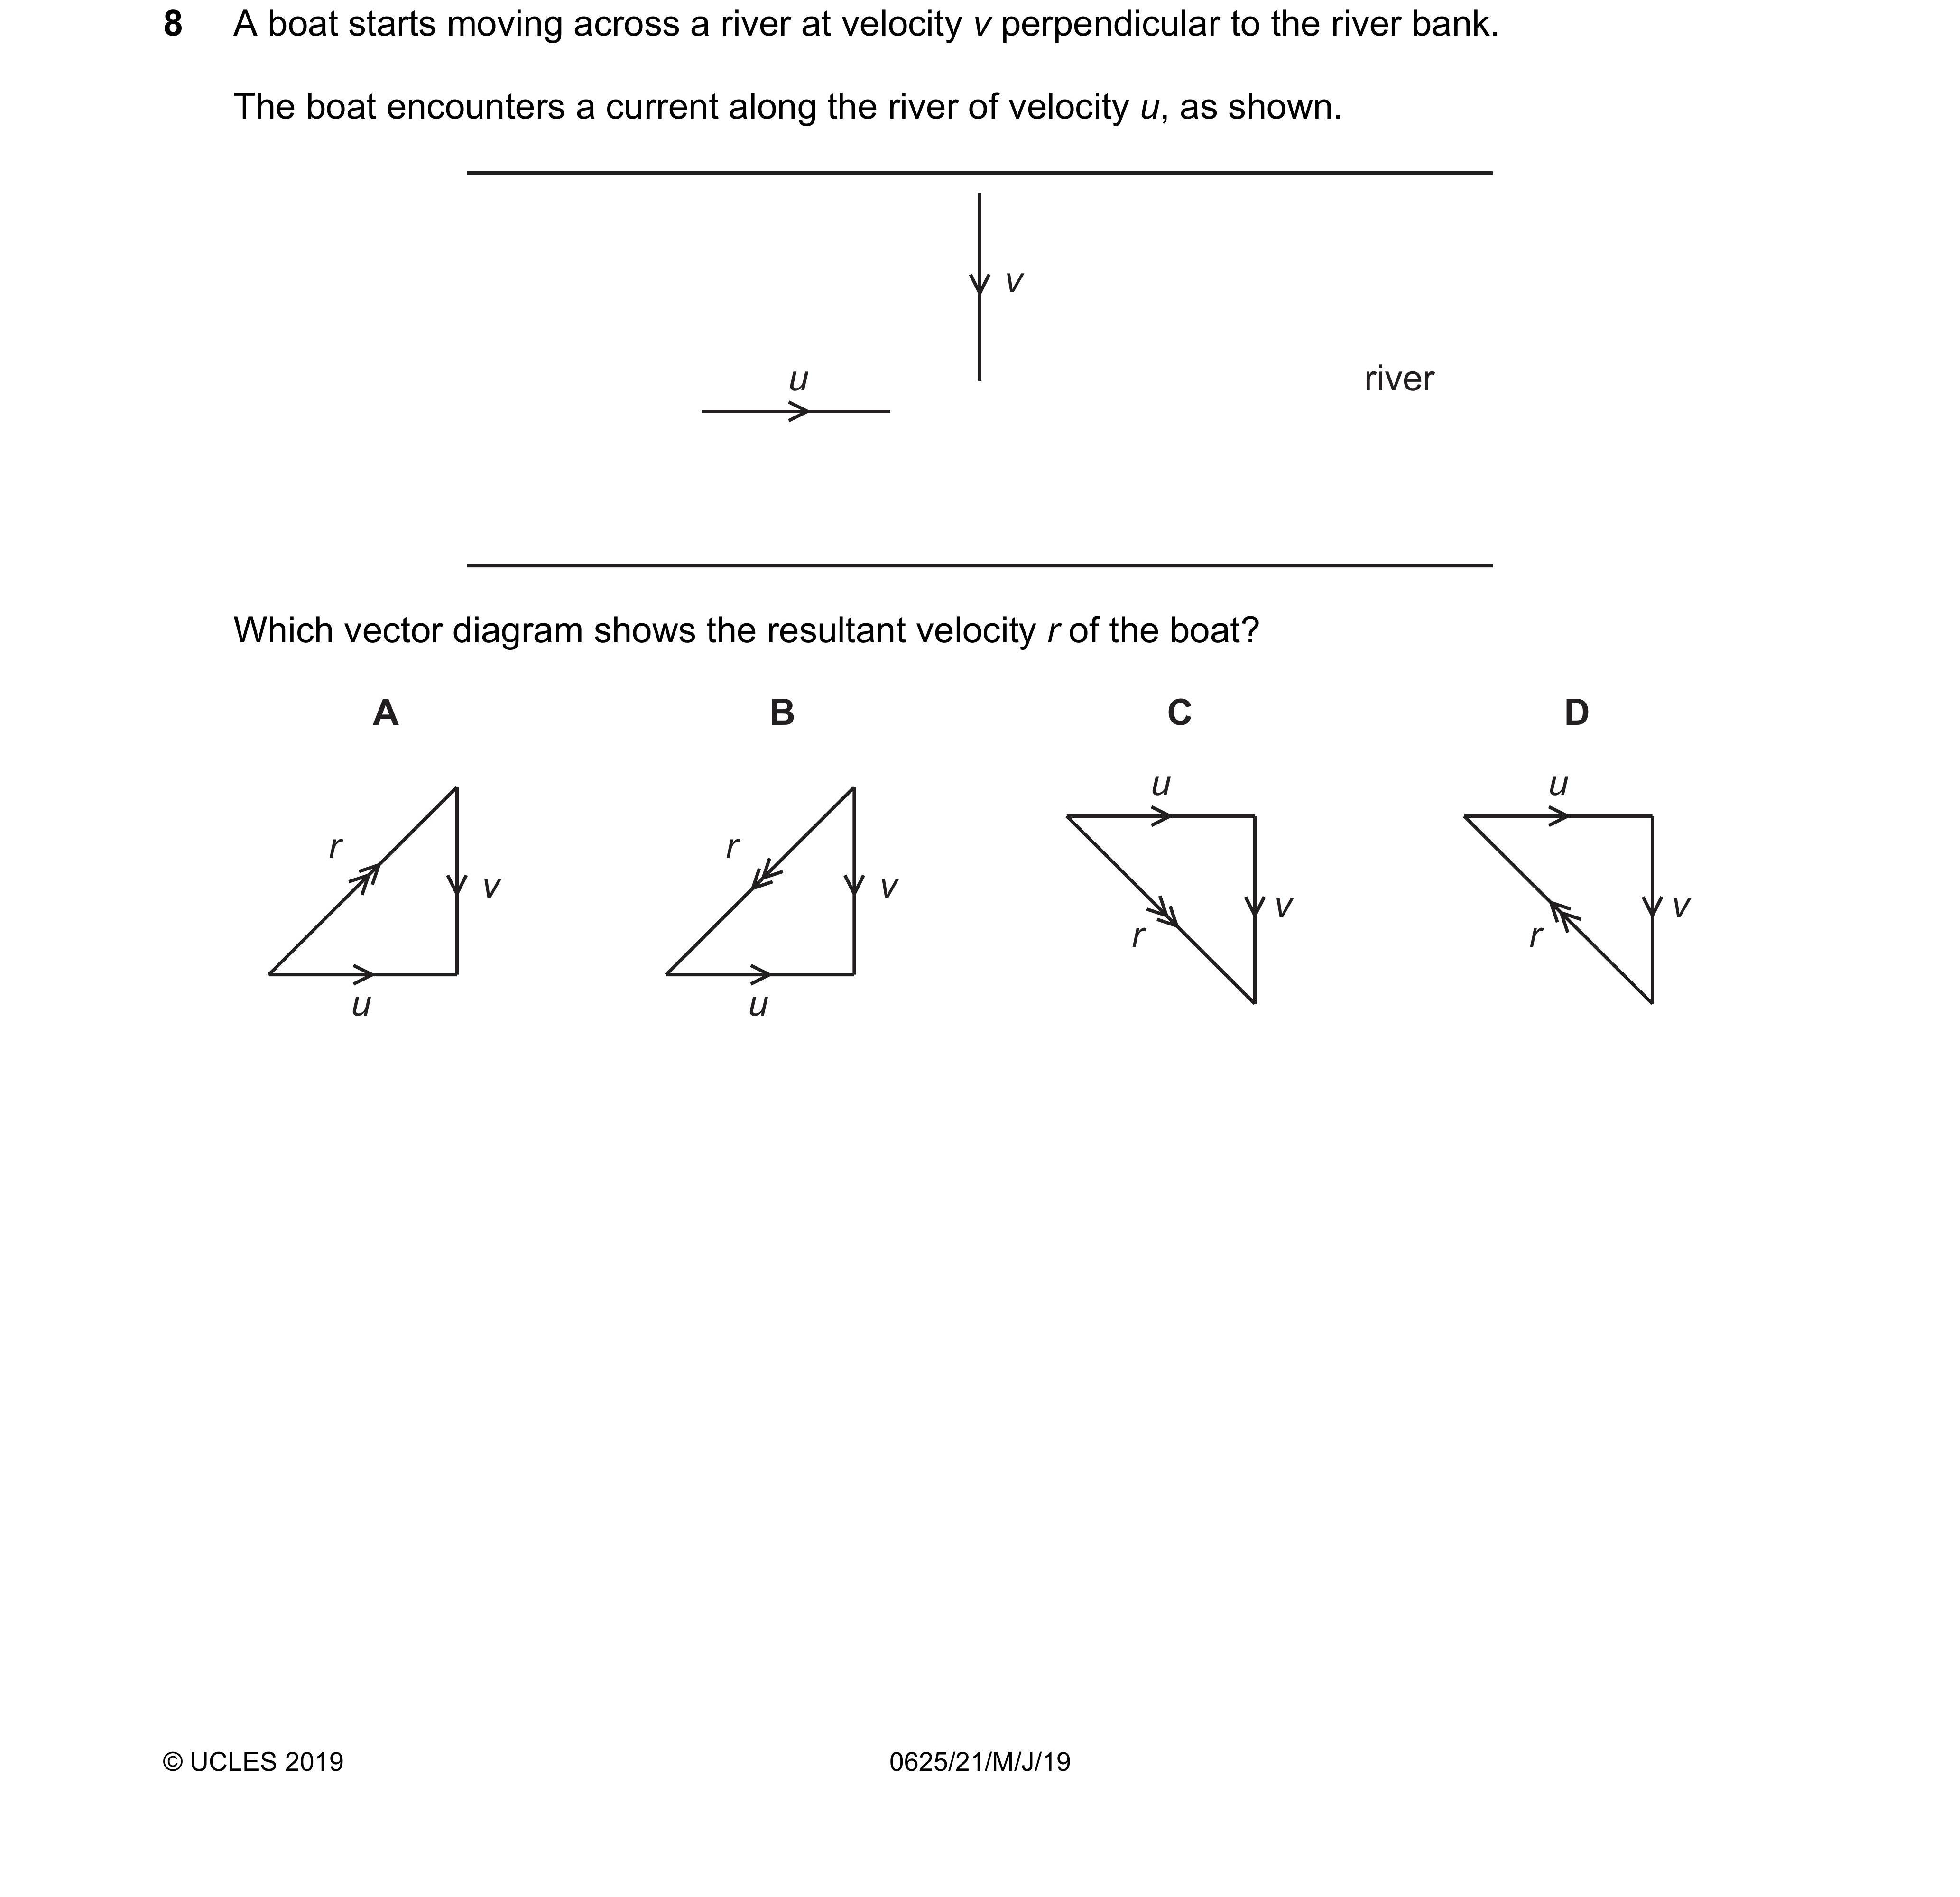 8 A boat starts moving across a river at velocity v perpendicular to the river bank.
The boat encounters a current along the river of velocity u, as shown.
v
u
river
Which vector diagram shows the resultant velocity r of the boat?
A B C D
u u
r r
v v v v
r r
u u
© UCLES 2019 0625/21/M/J/19